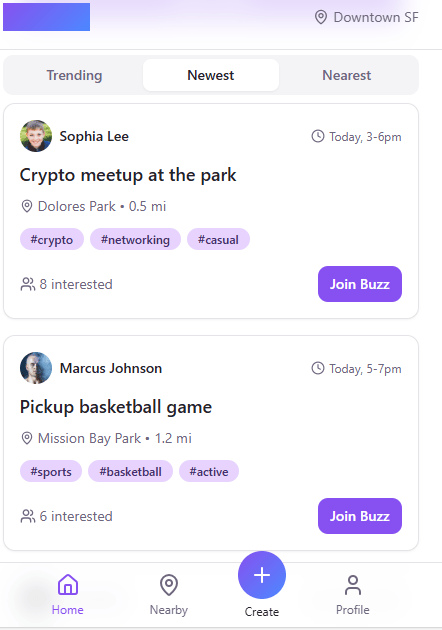 Downtown SF
Trending Newest Nearest
Sophia Lee Today, 3-6pm
Crypto meetup at the park
Dolores Park • 0.5 mi
#crypto #networking #casual
8 interested Join Buzz
Marcus Johnson Today, 5-7pm
Pickup basketball game
Mission Bay Park • 1.2 mi
#sports #basketball #active
6 interested Join Buzz
Home Nearby Create Profile